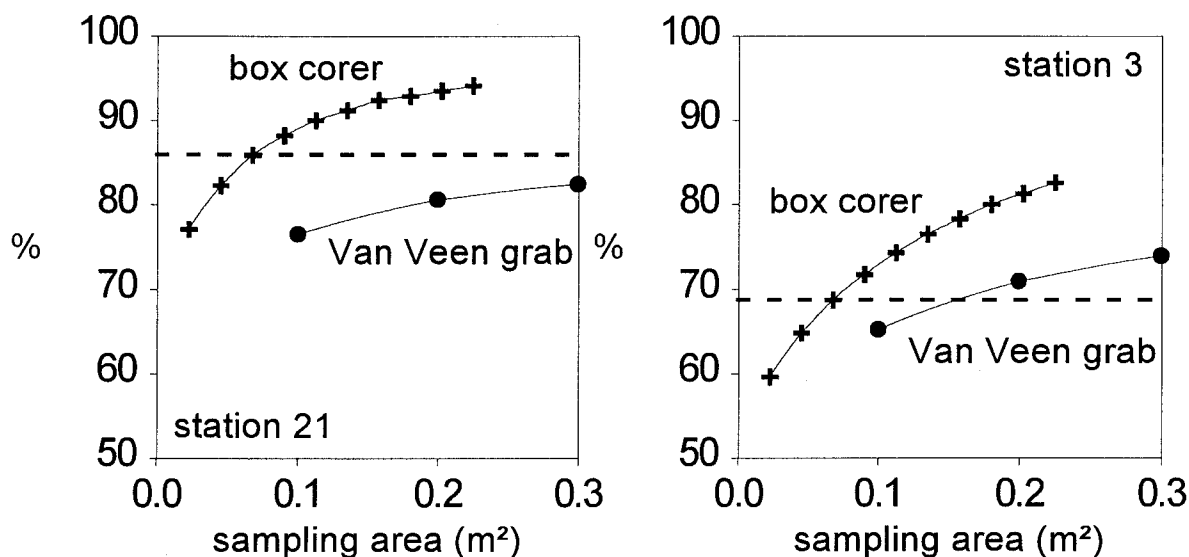 100
90
80
70
60
50
%
box corer
Van Veen grab
station 21
0.0 0.1 0.2 0.3
sampling area (m²)
100
90
80
70
60
50
%
station 3
box corer
Van Veen grab
0.0 0.1 0.2 0.3
sampling area (m²)